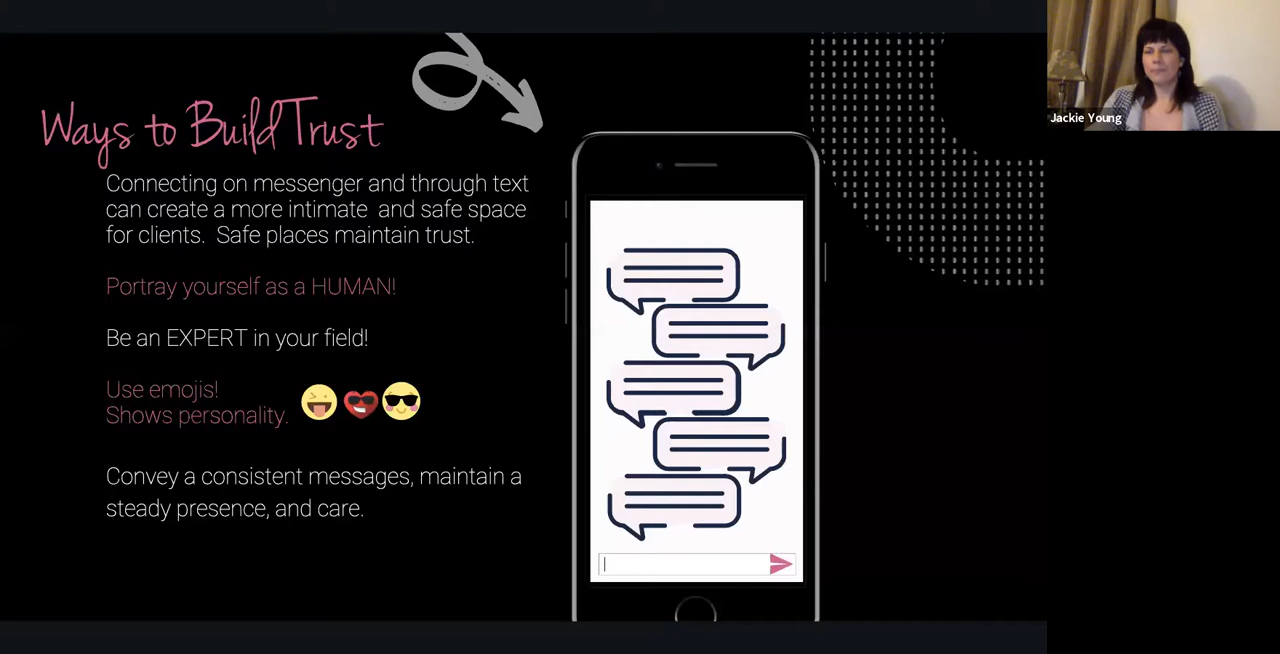 Ways to Build Trust
Connecting on messenger and through text
can create a more intimate and safe space
for clients. Safe places maintain trust.
Portray yourself as a HUMAN!
Be an EXPERT in your field!
Use emojis!
Shows personality.
Convey a consistent messages, maintain a
steady presence, and care.
Jackie Young